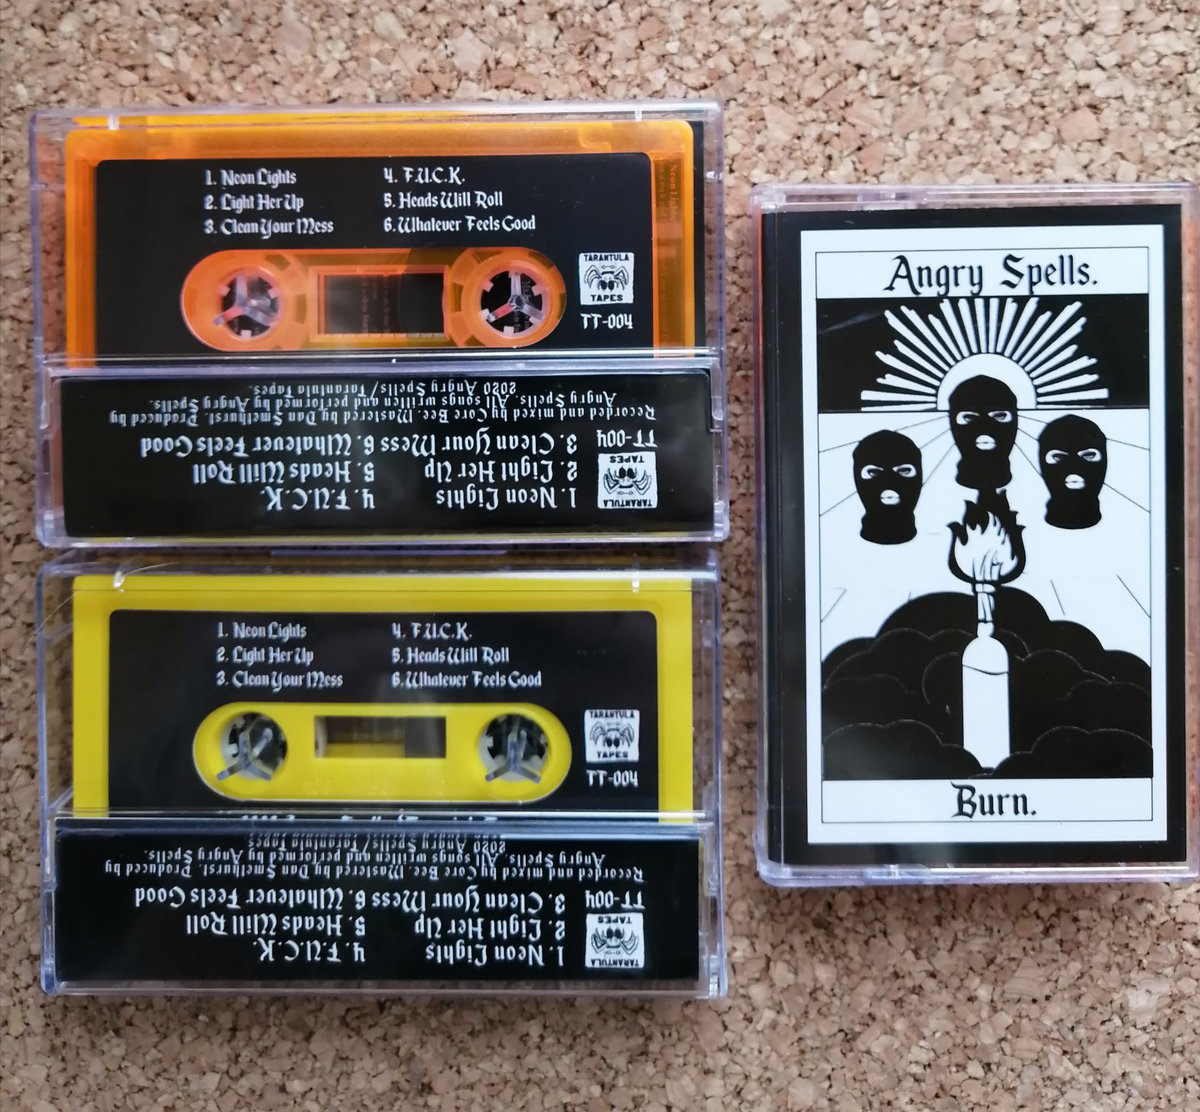 1. Neon Lights
2. Light Her Up
3. Clean Your Mess
4. F.U.C.K.
5. Heads Will Roll
6. Whatever Feels Good
TARANTULA
TAPES
TT-004
TARANTULA
TAPES
TT-004
1. Neon Lights
2. Light Her Up
3. Clean Your Mess
4. F.U.C.K.
5. Heads Will Roll
6. Whatever Feels Good
Recorded and mixed by Core Bee. Mastered by Dan Smethurst. Produced by
Angry Spells. All songs written and performed by Angry Spells.
2020 Angry Spells/Tarantula Tapes.
1. Neon Lights
2. Light Her Up
3. Clean Your Mess
4. F.U.C.K.
5. Heads Will Roll
6. Whatever Feels Good
TARANTULA
TAPES
TT-004
TARANTULA
TAPES
TT-004
1. Neon Lights
2. Light Her Up
3. Clean Your Mess
4. F.U.C.K.
5. Heads Will Roll
6. Whatever Feels Good
Recorded and mixed by Core Bee. Mastered by Dan Smethurst. Produced by
Angry Spells. All songs written and performed by Angry Spells.
2020 Angry Spells/Tarantula Tapes
Angry Spells.
Burn.